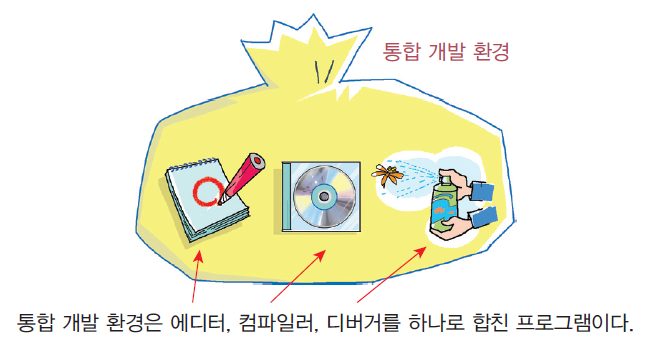 통합 개발 환경
통합 개발 환경은 에디터, 컴파일러, 디버거를 하나로 합친 프로그램이다.